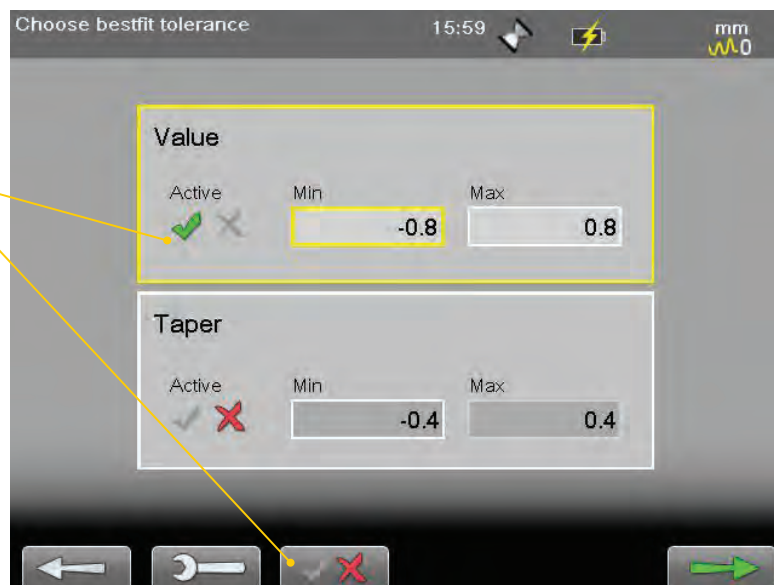 Choose bestfit tolerance 15:59 mm
0
Value
Active Min Max
-0.8 0.8
Taper
Active Min Max
-0.4 0.4